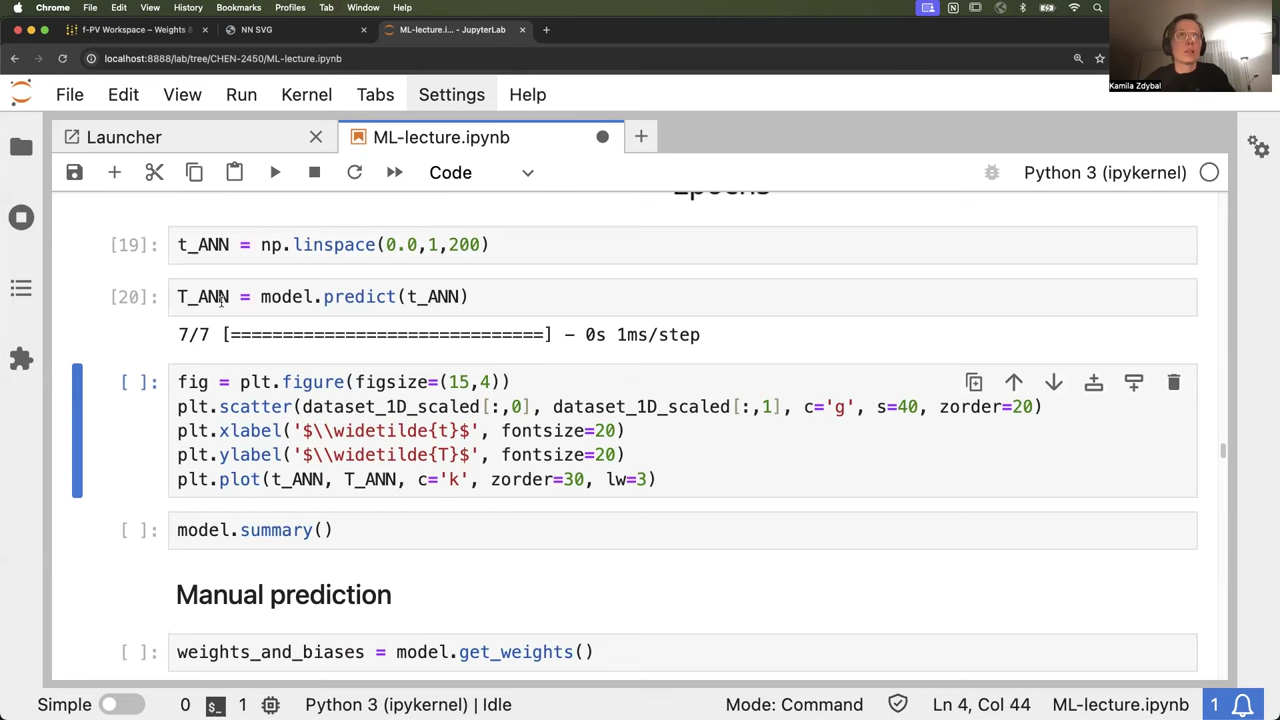 Chrome File Edit View History Bookmarks Profiles Tab Window Help
f-PV Workspace – Weights &
NN SVG
ML-lecture.i... - JupyterLab
localhost:8888/lab/tree/CHEN-2450/ML-lecture.ipynb
Kamila Zdybal
File Edit View Run Kernel Tabs Settings Help
Launcher
ML-lecture.ipynb
Code
Python 3 (ipykernel)
Epochs
[19]: t_ANN = np.linspace(0.0,1,200)
[20]: T_ANN = model.predict(t_ANN)
7/7 [==============================] - 0s 1ms/step
[ ]: fig = plt.figure(figsize=(15,4))
plt.scatter(dataset_1D_scaled[:,0], dataset_1D_scaled[:,1], c='g', s=40, zorder=20)
plt.xlabel('$\\widetilde{t}$', fontsize=20)
plt.ylabel('$\\widetilde{T}$', fontsize=20)
plt.plot(t_ANN, T_ANN, c='k', zorder=30, lw=3)
[ ]: model.summary()
Manual prediction
[ ]: weights_and_biases = model.get_weights()
Simple 0 $_ 1 Python 3 (ipykernel) | Idle Mode: Command Ln 4, Col 44 ML-lecture.ipynb 1